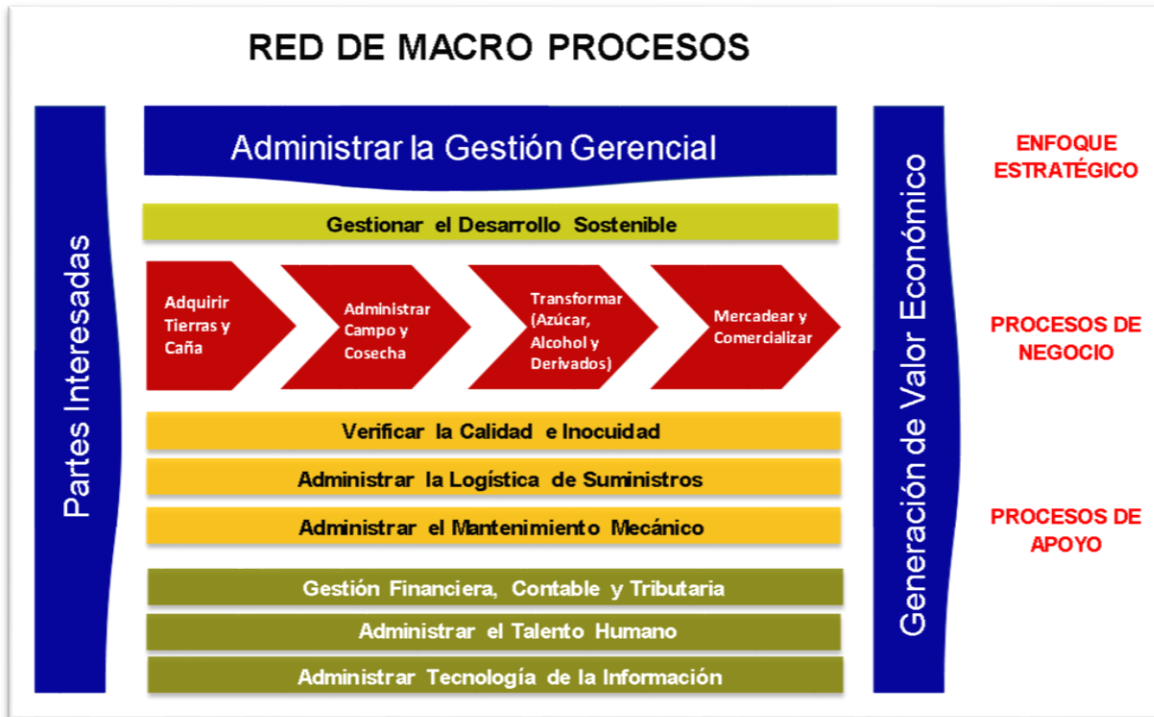 RED DE MACRO PROCESOS
Partes Interesadas
Administrar la Gestión Gerencial
Gestionar el Desarrollo Sostenible
Adquirir
Tierras y
Caña
Administrar
Campo y
Cosecha
Transformar
(Azúcar,
Alcohol y
Derivados)
Mercadear y
Comercializar
Verificar la Calidad e Inocuidad
Administrar la Logística de Suministros
Administrar el Mantenimiento Mecánico
Gestión Financiera, Contable y Tributaria
Administrar el Talento Humano
Administrar Tecnología de la Información
Generación de Valor Económico
ENFOQUE
ESTRATÉGICO
PROCESOS DE
NEGOCIO
PROCESOS DE
APOYO